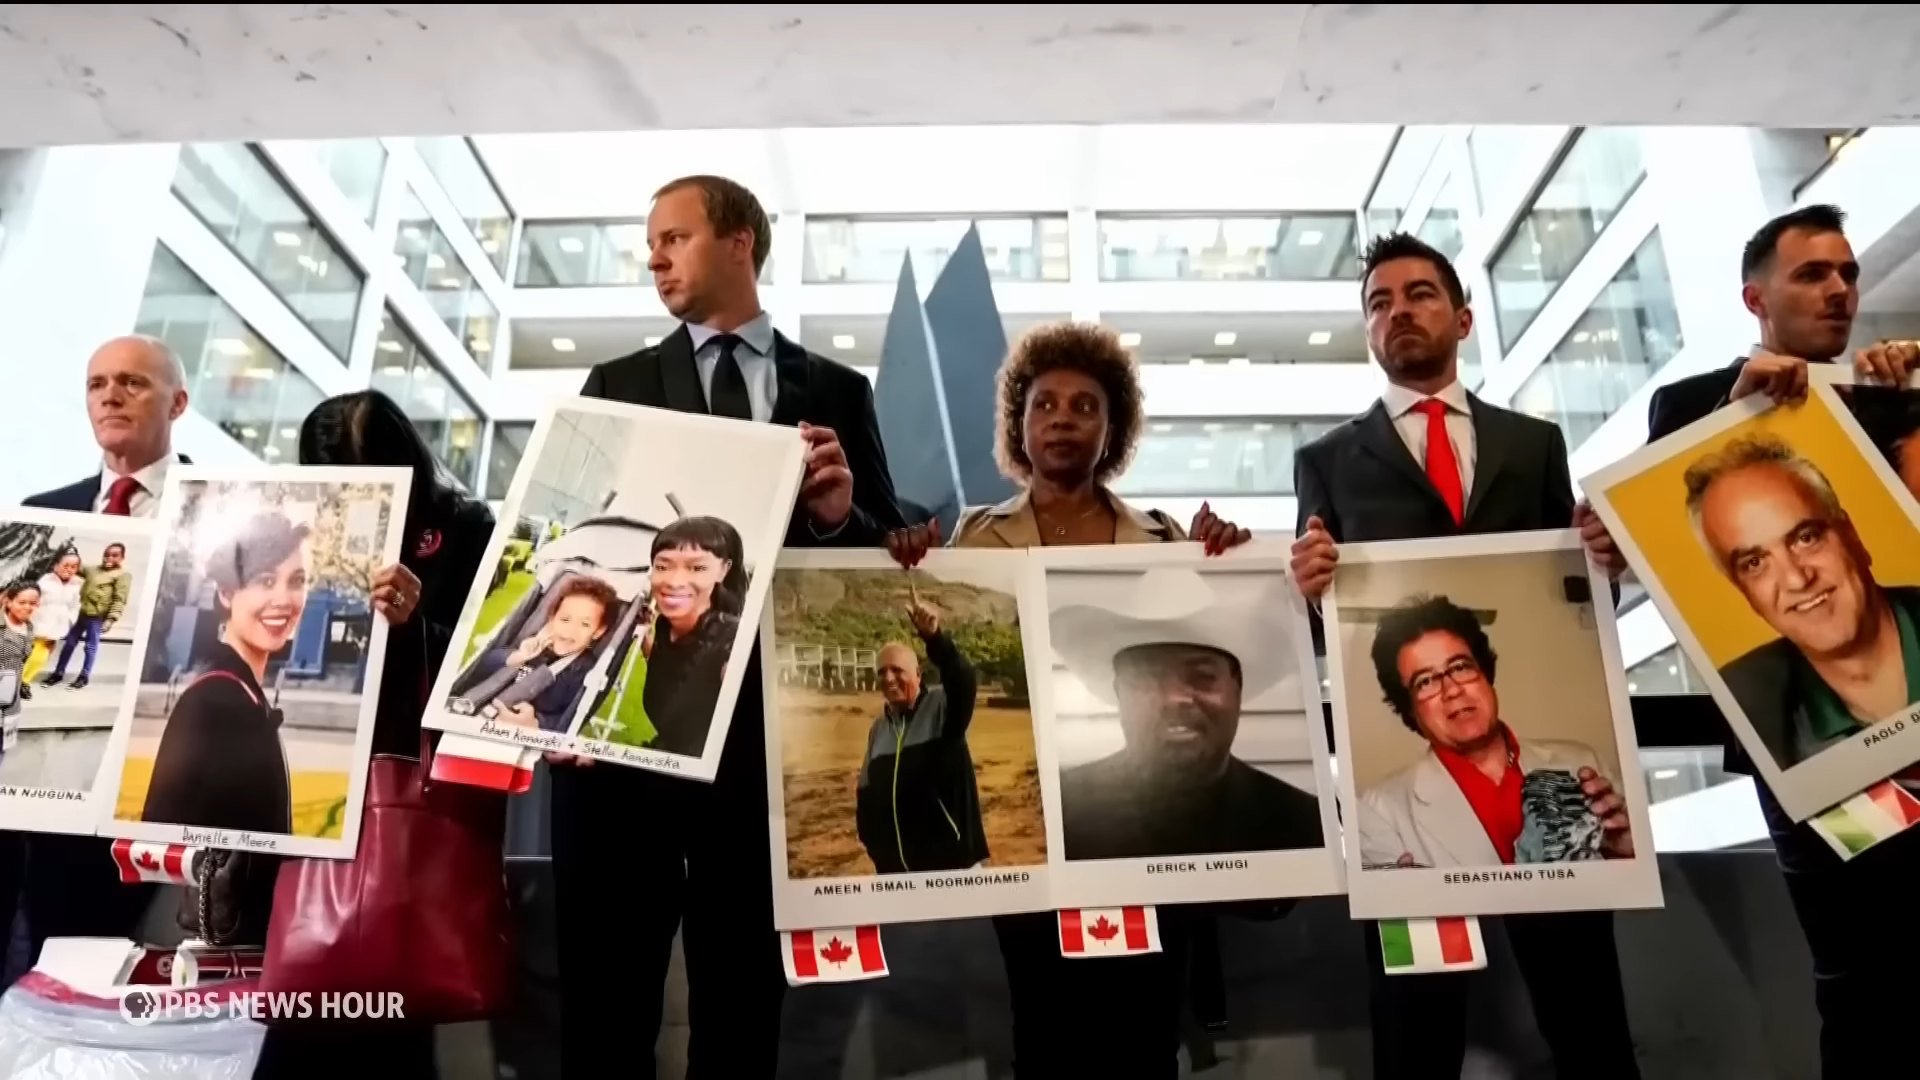 AN NJUGUNA,
Danielle Moore
Adam Konarski + Stella Konarska
AMEEN ISMAIL NOORMOHAMED
DERICK LWUGI
SEBASTIANO TUSA
PAOLO D
PBS NEWS HOUR